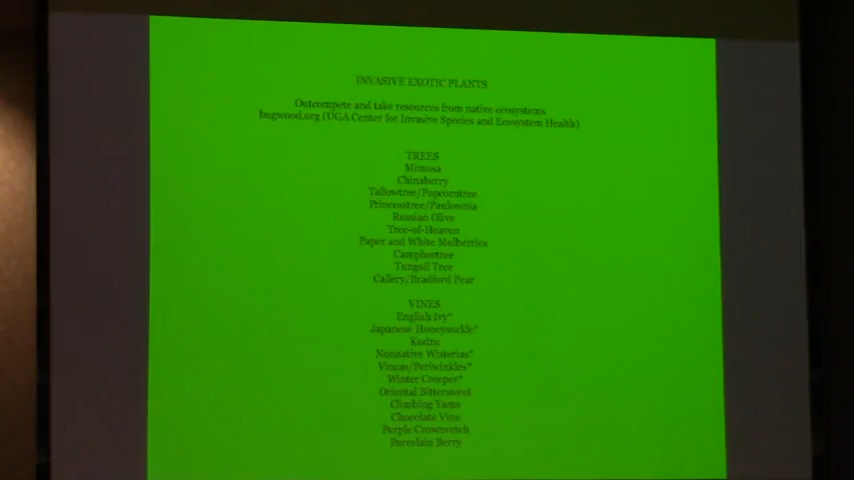 INVASIVE EXOTIC PLANTS
Outcompete and take resources from native ecosystems
bugwood.org (UGA Center for Invasive Species and Ecosystem Health)
TREES
Mimosa
Chinaberry
Tallowtree/Popcorntree
Princesstree/Paulownia
Russian Olive
Tree-of-Heaven
Paper and White Mulberries
Camphortree
Tungoil Tree
Callery/Bradford Pear
VINES
English Ivy*
Japanese Honeysuckle*
Kudzu
Nonnative Wisterias*
Vincas/Periwinkles*
Winter Creeper*
Oriental Bittersweet
Climbing Yams
Chocolate Vine
Purple Crownvetch
Porcelain Berry